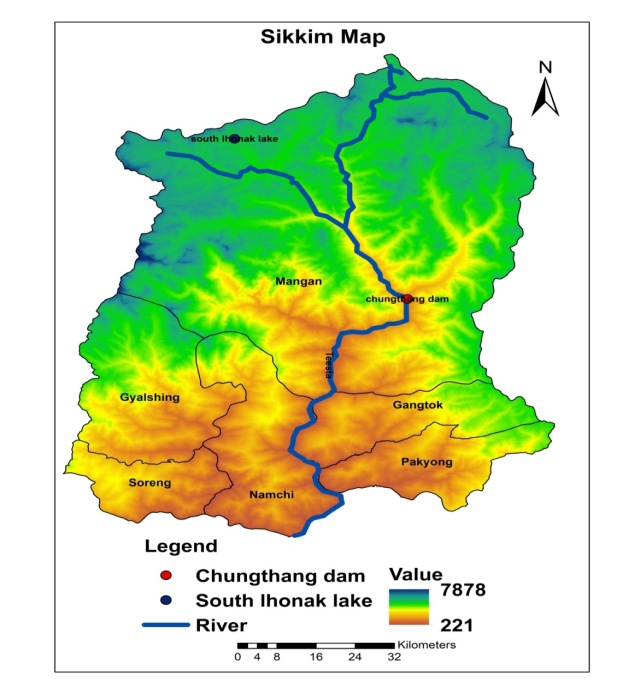 Sikkim Map
N
south lhonak lake
Mangan
chungthang dam
Teesta
Gyalshing
Gangtok
Pakyong
Soreng
Namchi
Legend
Chungthang dam
South lhonak lake
River
Value
7878
221
Kilometers
0 4 8 16 24 32